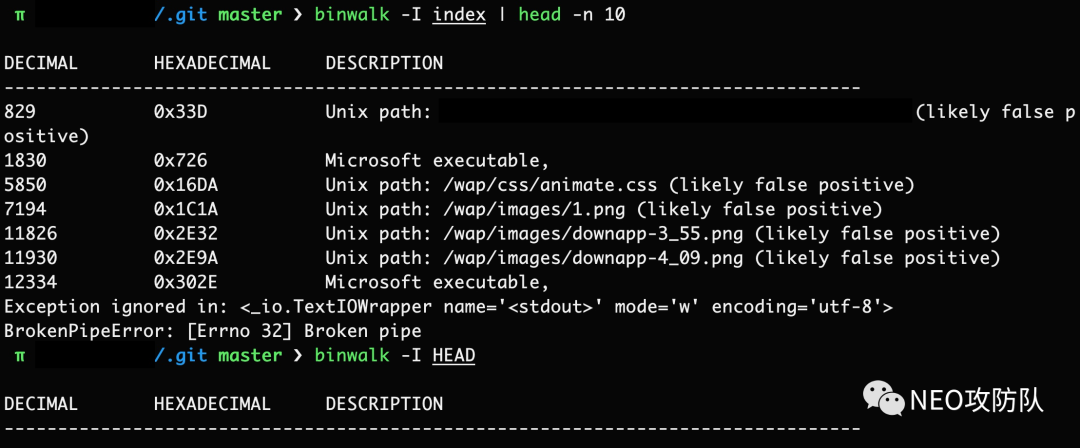 π /.git master ❯ binwalk -I index | head -n 10
DECIMAL HEXADECIMAL DESCRIPTION
--------------------------------------------------------------------------------
829 0x33D Unix path: (likely false p
ositive)
1830 0x726 Microsoft executable,
5850 0x16DA Unix path: /wap/css/animate.css (likely false positive)
7194 0x1C1A Unix path: /wap/images/1.png (likely false positive)
11826 0x2E32 Unix path: /wap/images/downapp-3_55.png (likely false positive)
11930 0x2E9A Unix path: /wap/images/downapp-4_09.png (likely false positive)
12334 0x302E Microsoft executable,
Exception ignored in: <_io.TextIOWrapper name='<stdout>' mode='w' encoding='utf-8'>
BrokenPipeError: [Errno 32] Broken pipe
π /.git master ❯ binwalk -I HEAD
DECIMAL HEXADECIMAL DESCRIPTION
--------------------------------------------------------------------------------
NEO攻防队